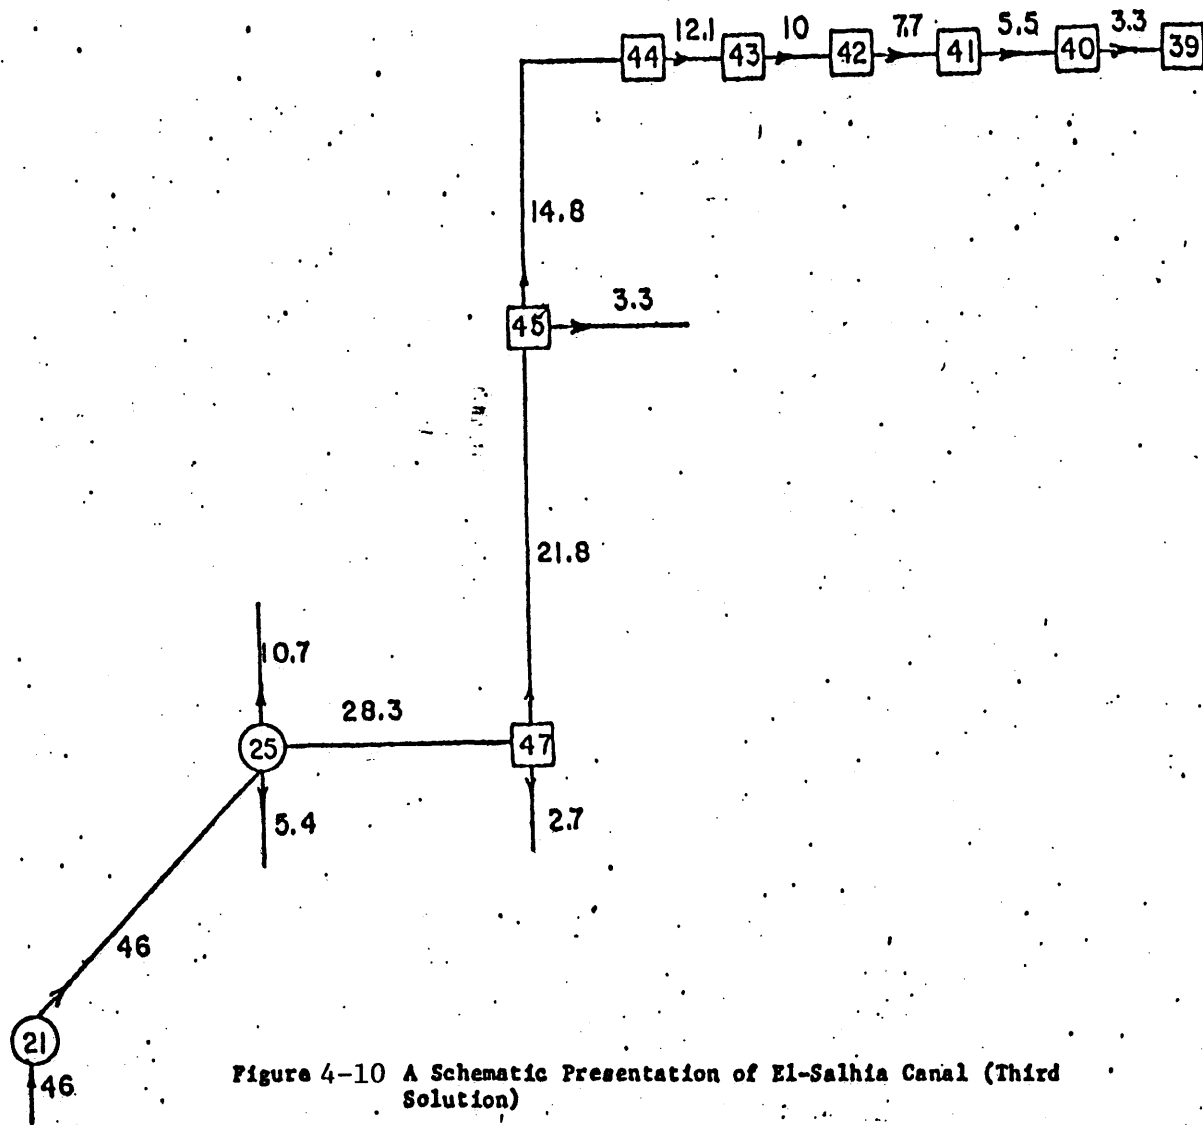 12.1 10 7.7 5.5 3.3
44 43 42 41 40 39
14.8
3.3
45
21.8
10.7
28.3
25 47
5.4 2.7
46
21
46
Figure 4-10 A Schematic Presentation of El-Salhia Canal (Third
Solution)